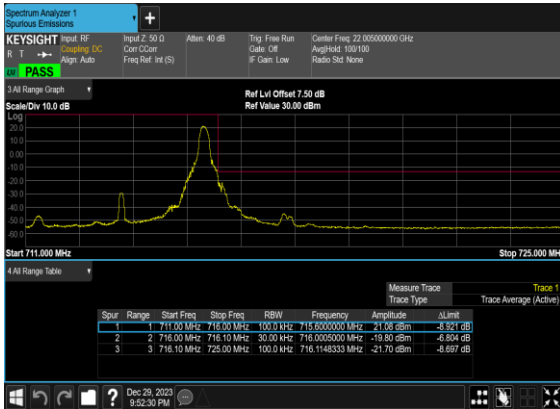 Spectrum Analyzer 1
Spurious Emissions
+
KEYSIGHT Input: RF Input Z: 50 Ω Atten: 40 dB Trig: Free Run Center Freq: 22.005000000 GHz
R T Coupling: DC Corr CCorr Gate: Off Avg|Hold: 100/100
Align: Auto Freq Ref: Int (S) IF Gain: Low Radio Std: None
PASS
3 All Range Graph
Ref Lvl Offset 7.50 dB
Scale/Div 10.0 dB Ref Value 30.00 dBm
Log
20.0
10.0
0.00
-10.0
-20.0
-30.0
-40.0
-50.0
-60.0
Start 711.000 MHz Stop 725.000 MH
4 All Range Table
Measure Trace Trace 1
Trace Type Trace Average (Active)
Spur Range Start Freq Stop Freq RBW Frequency Amplitude ΔLimit
1 1 711.00 MHz 716.00 MHz 100.0 kHz 715.6000000 MHz 21.08 dBm -8.921 dB
2 2 716.00 MHz 716.10 MHz 30.00 kHz 716.0005000 MHz -19.80 dBm -6.804 dB
3 3 716.10 MHz 725.00 MHz 100.0 kHz 716.1148333 MHz -21.70 dBm -8.697 dB
?
Dec 29, 2023
9:52:30 PM